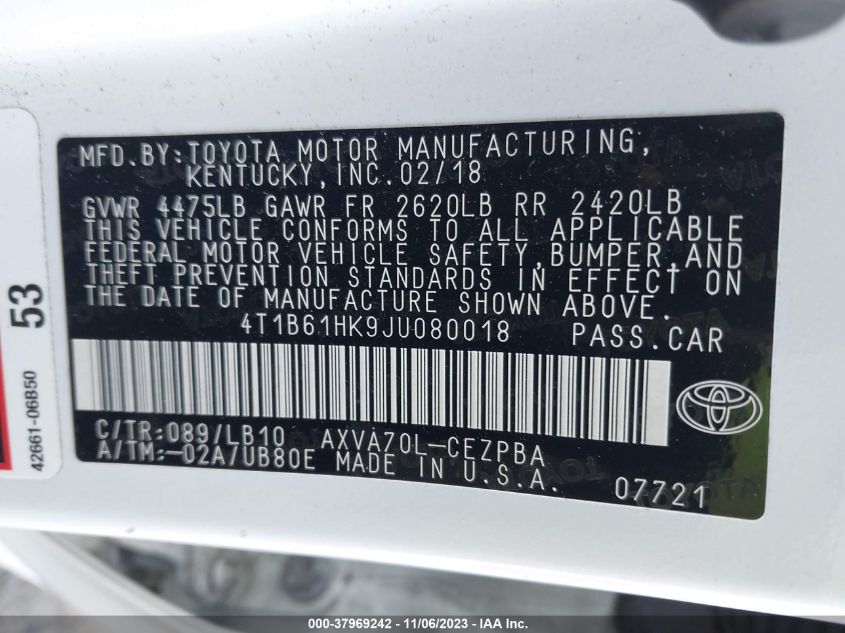 MFD.BY:TOYOTA MOTOR MANUFACTURING,
KENTUCKY,INC.02/18
GVWR 4475LB GAWR FR 2620LB RR 2420LB
THIS VEHICLE CONFORMS TO ALL APPLICABLE
FEDERAL MOTOR VEHICLE SAFETY,BUMPER,AND
THEFT PREVENTION STANDARDS IN EFFECT ON
THE DATE OF MANUFACTURE SHOWN ABOVE.
4T1B61HK9JU080018 PASS.CAR
C/TR:089/LB10 AXVA70L-CEZPBA
A/TM:-02A/UB80E MADE IN U.S.A. 07721
53
42661-06B50
000-37969242 - 11/06/2023 - IAA Inc.